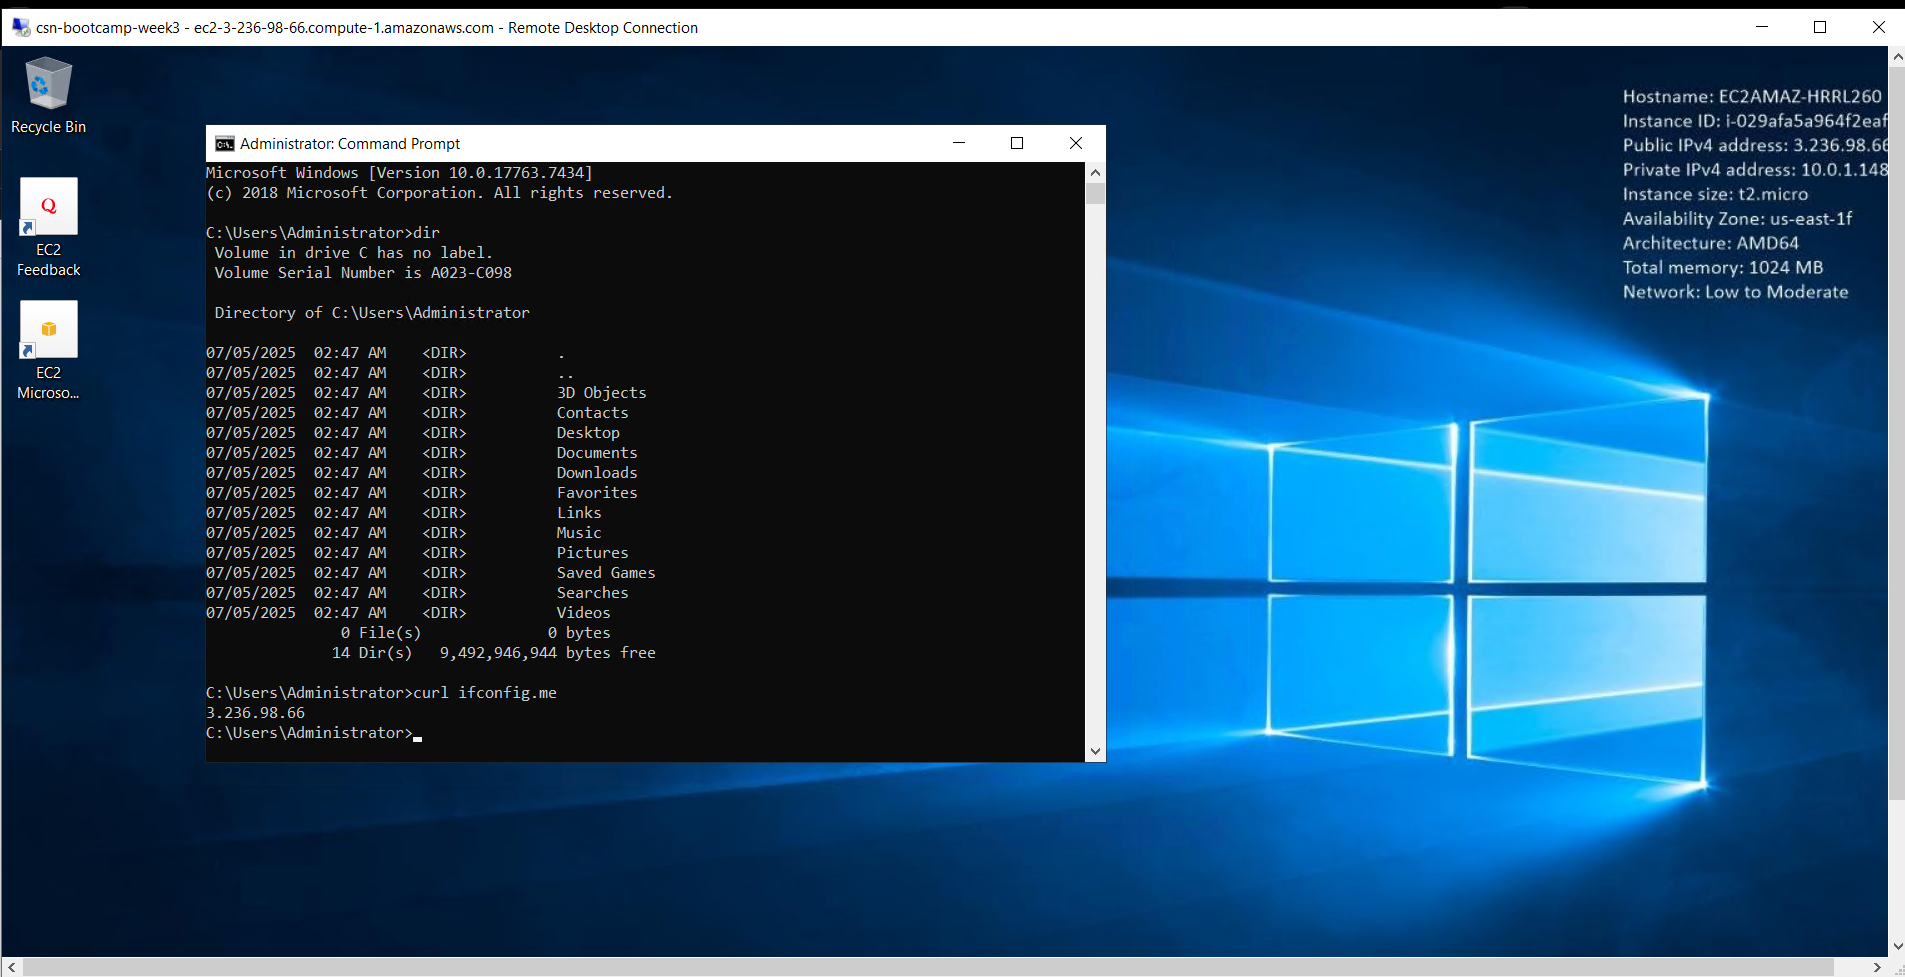 csn-bootcamp-week3 - ec2-3-236-98-66.compute-1.amazonaws.com - Remote Desktop Connection
Recycle Bin
EC2
Feedback
EC2
Microso...
Hostname: EC2AMAZ-HRRL260
Instance ID: i-029afa5a964f2eaf
Public IPv4 address: 3.236.98.66
Private IPv4 address: 10.0.1.148
Instance size: t2.micro
Availability Zone: us-east-1f
Architecture: AMD64
Total memory: 1024 MB
Network: Low to Moderate
Administrator: Command Prompt
Microsoft Windows [Version 10.0.17763.7434]
(c) 2018 Microsoft Corporation. All rights reserved.
C:\Users\Administrator>dir
Volume in drive C has no label.
Volume Serial Number is A023-C098
Directory of C:\Users\Administrator
07/05/2025  02:47 AM    <DIR>          .
07/05/2025  02:47 AM    <DIR>          ..
07/05/2025  02:47 AM    <DIR>          3D Objects
07/05/2025  02:47 AM    <DIR>          Contacts
07/05/2025  02:47 AM    <DIR>          Desktop
07/05/2025  02:47 AM    <DIR>          Documents
07/05/2025  02:47 AM    <DIR>          Downloads
07/05/2025  02:47 AM    <DIR>          Favorites
07/05/2025  02:47 AM    <DIR>          Links
07/05/2025  02:47 AM    <DIR>          Music
07/05/2025  02:47 AM    <DIR>          Pictures
07/05/2025  02:47 AM    <DIR>          Saved Games
07/05/2025  02:47 AM    <DIR>          Searches
07/05/2025  02:47 AM    <DIR>          Videos
0 File(s)              0 bytes
14 Dir(s)   9,492,946,944 bytes free
C:\Users\Administrator>curl ifconfig.me
3.236.98.66
C:\Users\Administrator>